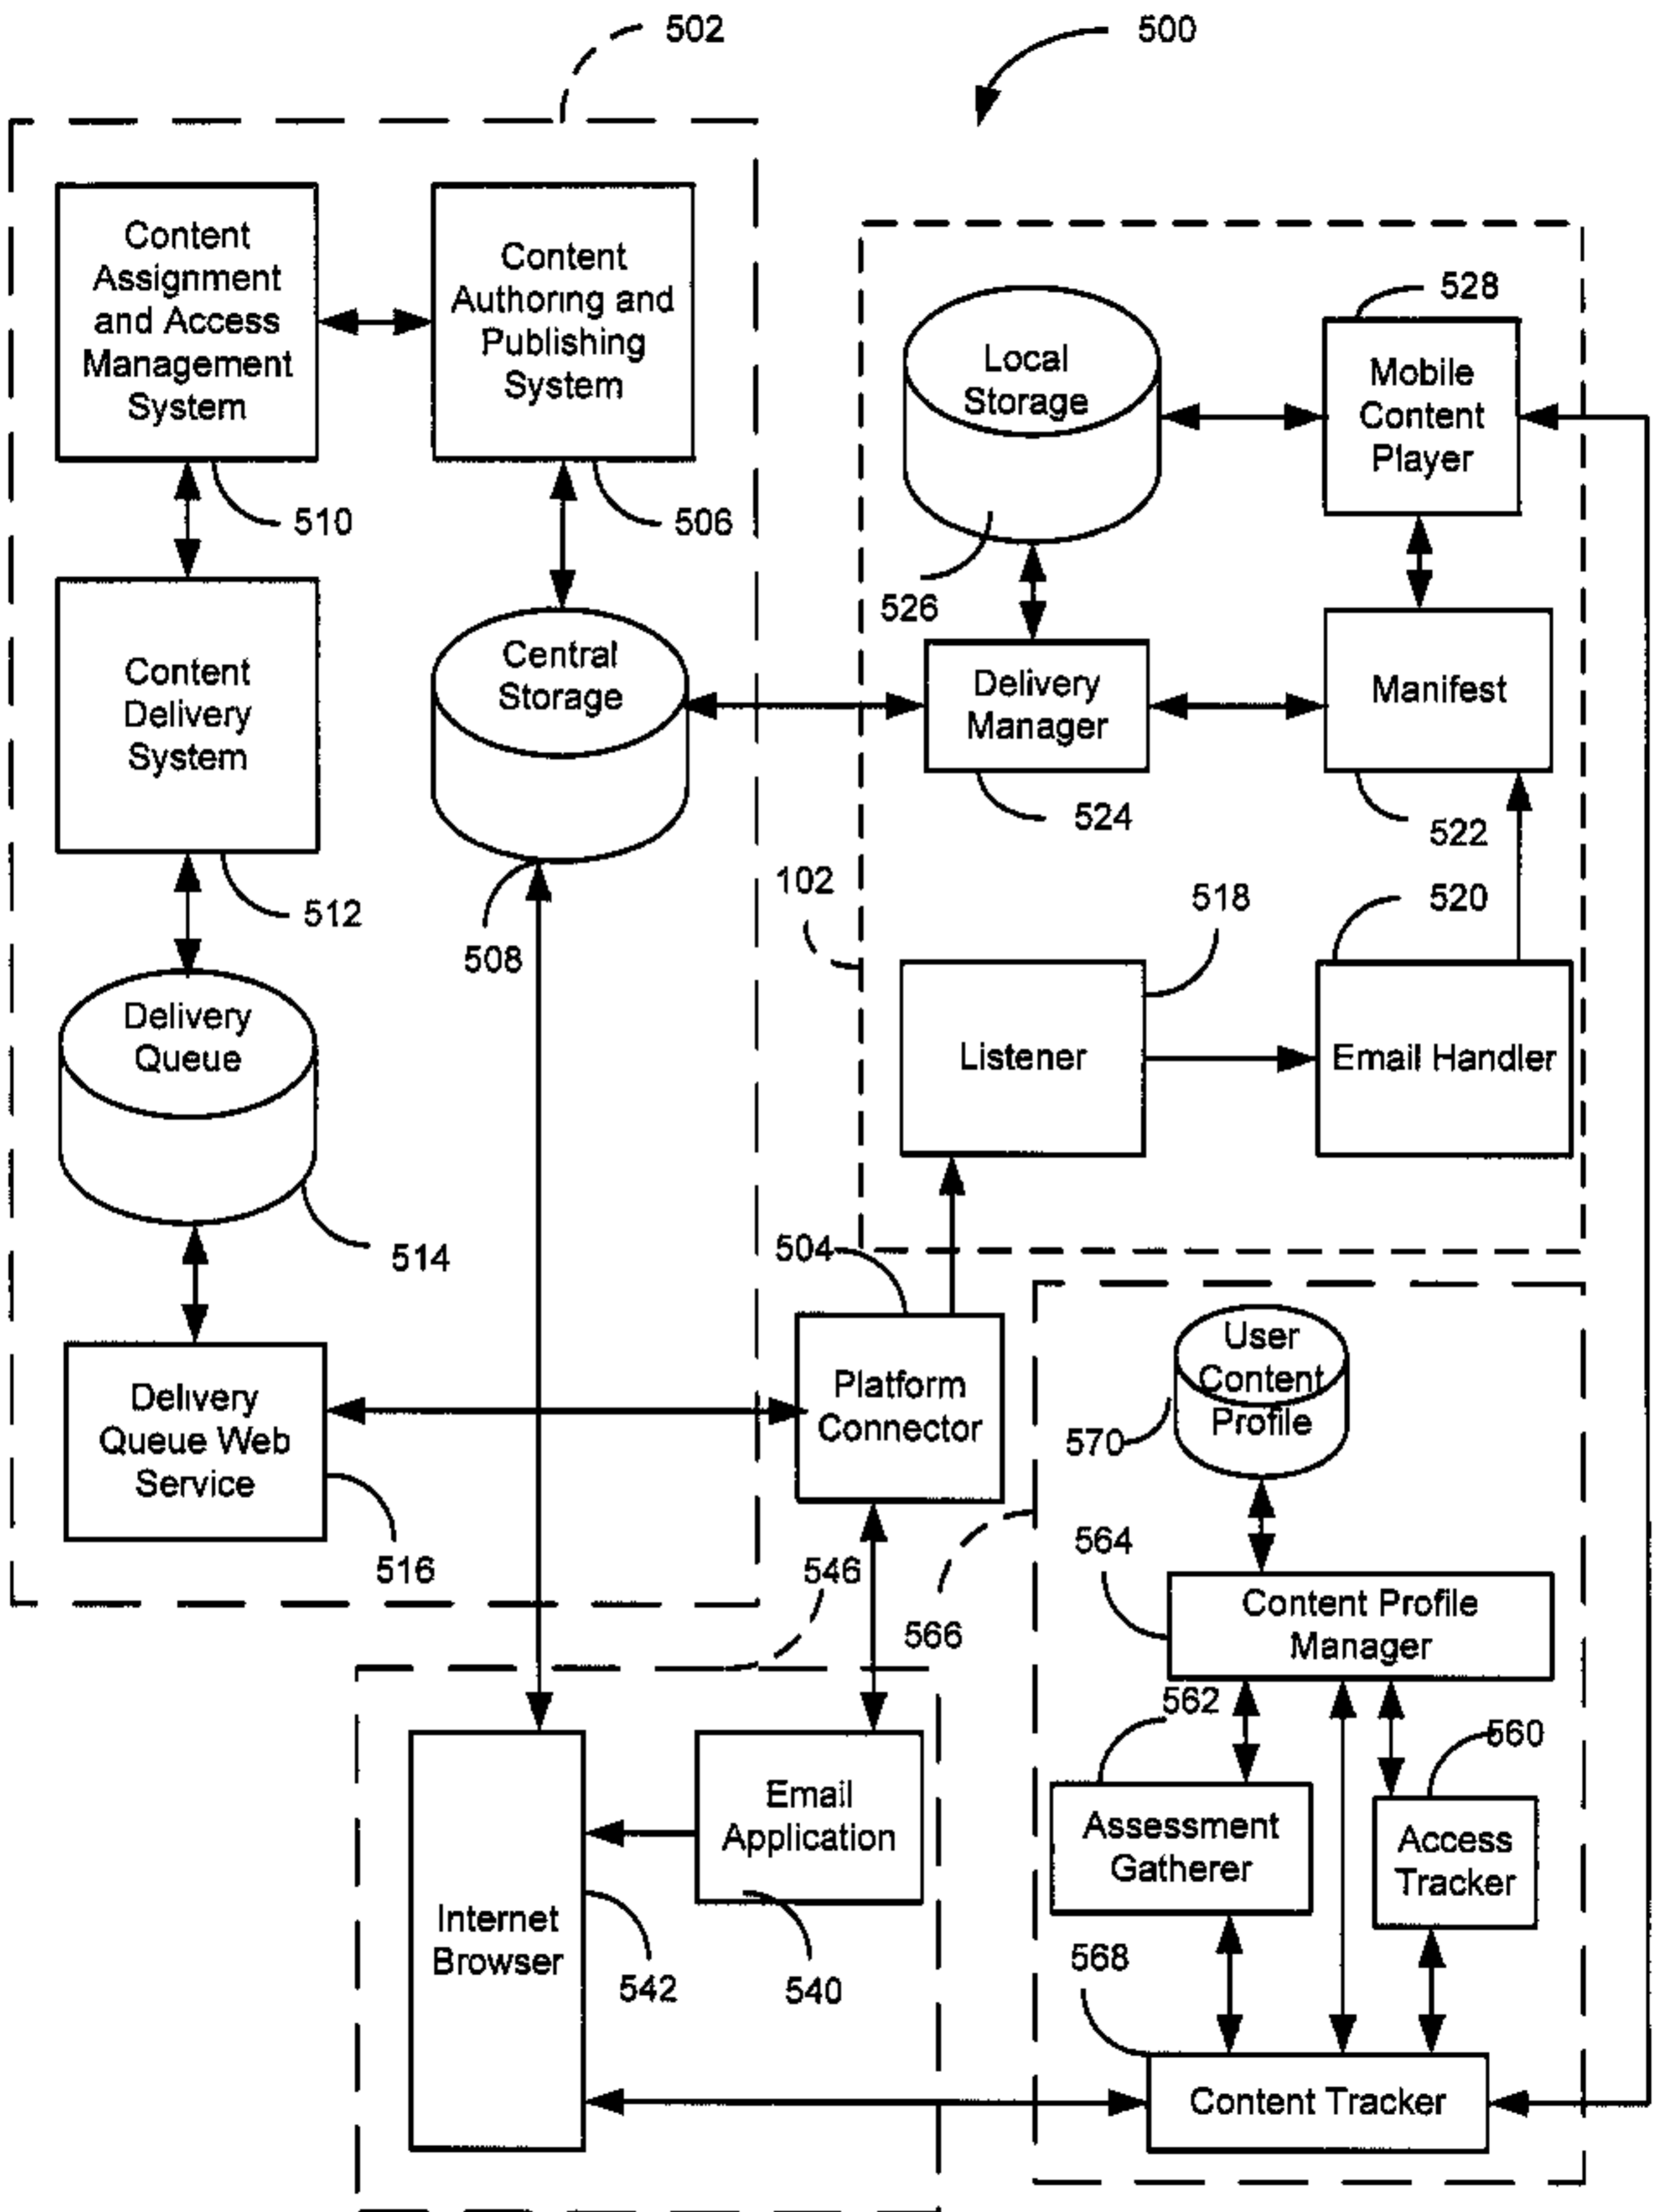 502
500
Content
Assignment
and Access
Management
System
Content
Authoring and
Publishing
System
510
506
Content
Delivery
System
Central
Storage
512
508
Delivery
Queue
514
Delivery
Queue Web
Service
516
Local
Storage
528
Mobile
Content
Player
526
Delivery
Manager
Manifest
524
522
102
518
520
Listener
Email Handler
504
Platform
Connector
User
Content
Profile
570
546
566
564
Content Profile
Manager
562
560
Assessment
Gatherer
Access
Tracker
568
Content Tracker
Email
Application
Internet
Browser
542
540